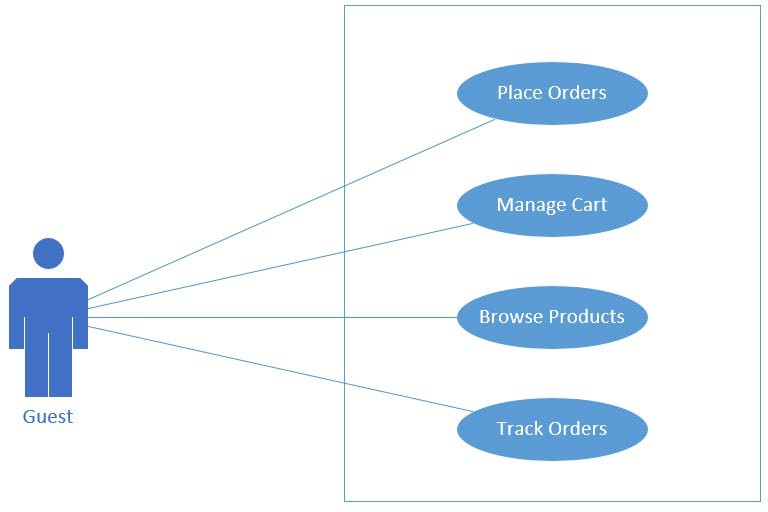 Place Orders
Manage Cart
Browse Products
Track Orders
Guest